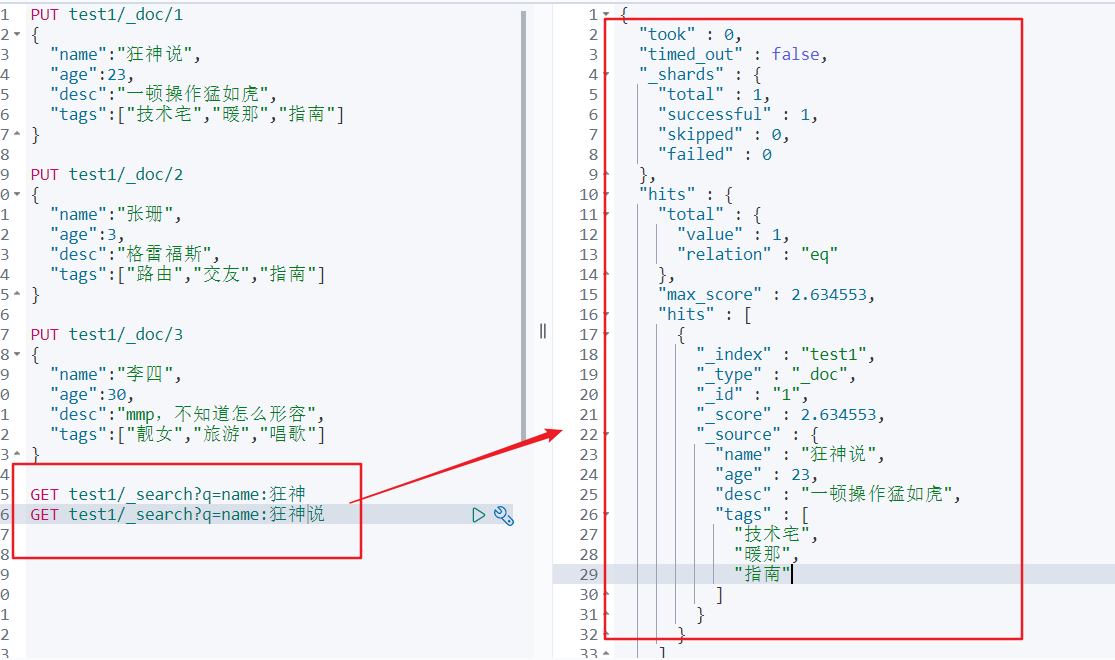 1 PUT test1/_doc/1
2 {
3 "name":"狂神说",
4 "age":23,
5 "desc":"一顿操作猛如虎",
6 "tags":["技术宅","暖那","指南"]
7 }
8
9 PUT test1/_doc/2
0 {
1 "name":"张珊",
2 "age":3,
3 "desc":"格雷福斯",
4 "tags":["路由","交友","指南"]
5 }
6
7 PUT test1/_doc/3
8 {
9 "name":"李四",
0 "age":30,
1 "desc":"mmp，不知道怎么形容",
2 "tags":["靓女","旅游","唱歌"]
3 }
4
5 GET test1/_search?q=name:狂神
6 GET test1/_search?q=name:狂神说
7
8
9
0
1
2
3
1 {
2 "took" : 0,
3 "timed_out" : false,
4 "_shards" : {
5 "total" : 1,
6 "successful" : 1,
7 "skipped" : 0,
8 "failed" : 0
9 },
10 "hits" : {
11 "total" : {
12 "value" : 1,
13 "relation" : "eq"
14 },
15 "max_score" : 2.634553,
16 "hits" : [
17 {
18 "_index" : "test1",
19 "_type" : "_doc",
20 "_id" : "1",
21 "_score" : 2.634553,
22 "_source" : {
23 "name" : "狂神说",
24 "age" : 23,
25 "desc" : "一顿操作猛如虎",
26 "tags" : [
27 "技术宅",
28 "暖那",
29 "指南"
30 ]
31 }
32 }
33 ]